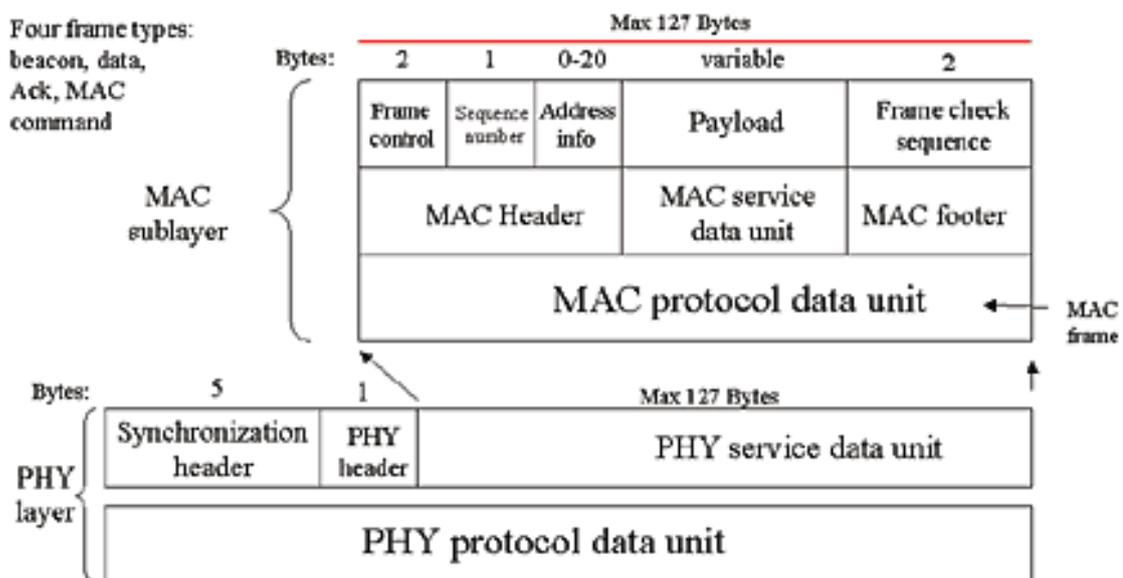 Four frame types:
beacon, data,
Ack, MAC
command
Max 127 Bytes
Bytes: 2 1 0-20 variable 2
Frame
control
Sequence
number
Address
info
Payload
Frame check
sequence
MAC
sublayer
MAC Header
MAC service
data unit
MAC footer
MAC protocol data unit
MAC
frame
Bytes: 5 1 Max 127 Bytes
Synchronization
header
PHY
header
PHY service data unit
PHY
layer
PHY protocol data unit